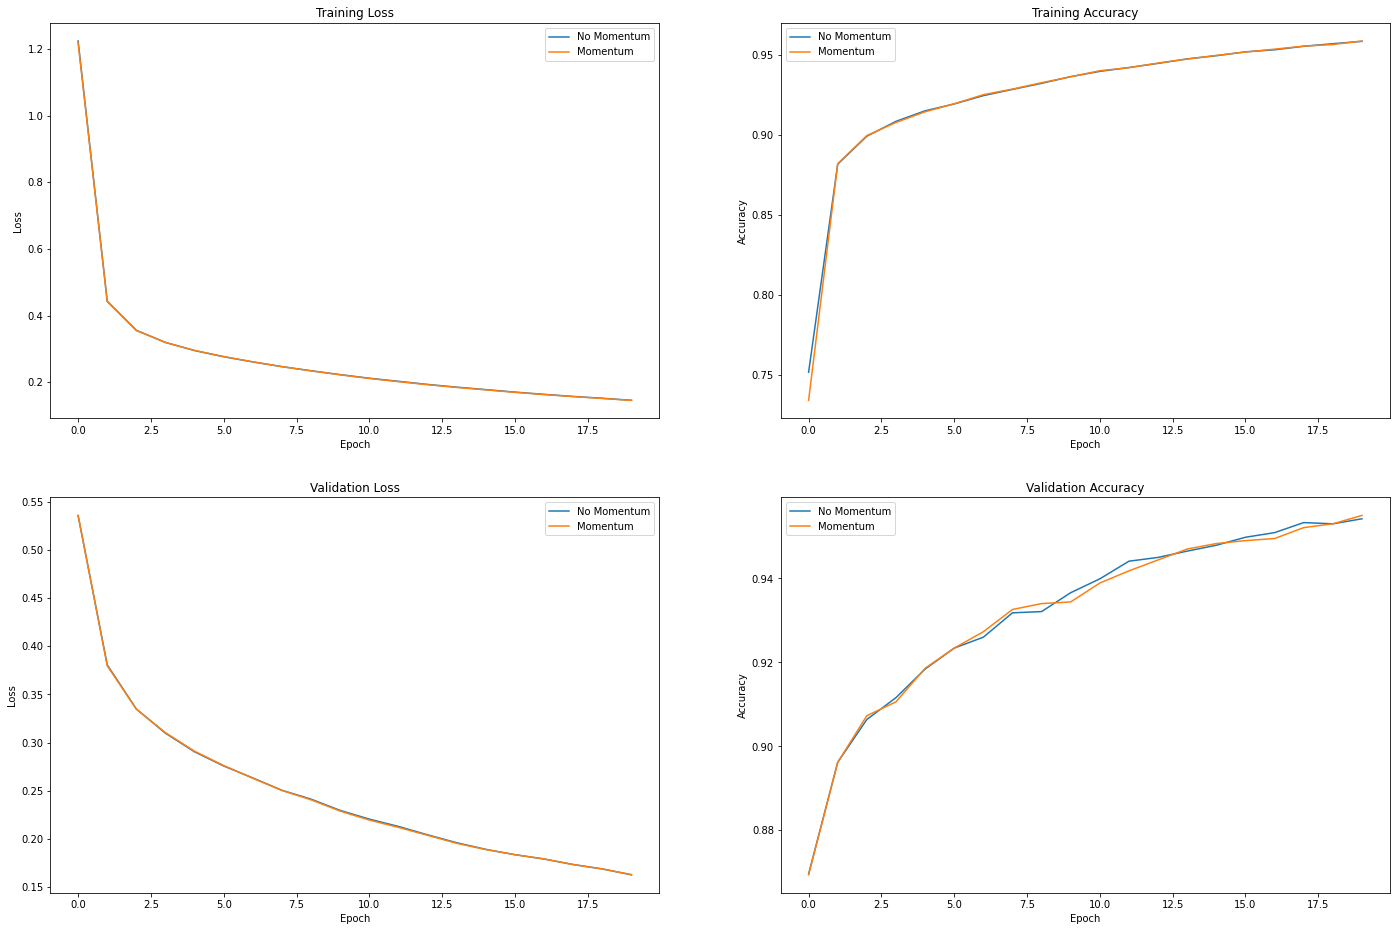 Training Loss
No Momentum
Momentum
1.2
1.0
0.8
0.6
0.4
0.2
Loss
0.0 2.5 5.0 7.5 10.0 12.5 15.0 17.5
Epoch
Training Accuracy
No Momentum
Momentum
0.95
0.90
0.85
0.80
0.75
Accuracy
0.0 2.5 5.0 7.5 10.0 12.5 15.0 17.5
Epoch
Validation Loss
No Momentum
Momentum
0.55
0.50
0.45
0.40
0.35
0.30
0.25
0.20
0.15
Loss
0.0 2.5 5.0 7.5 10.0 12.5 15.0 17.5
Epoch
Validation Accuracy
No Momentum
Momentum
0.94
0.92
0.90
0.88
Accuracy
0.0 2.5 5.0 7.5 10.0 12.5 15.0 17.5
Epoch